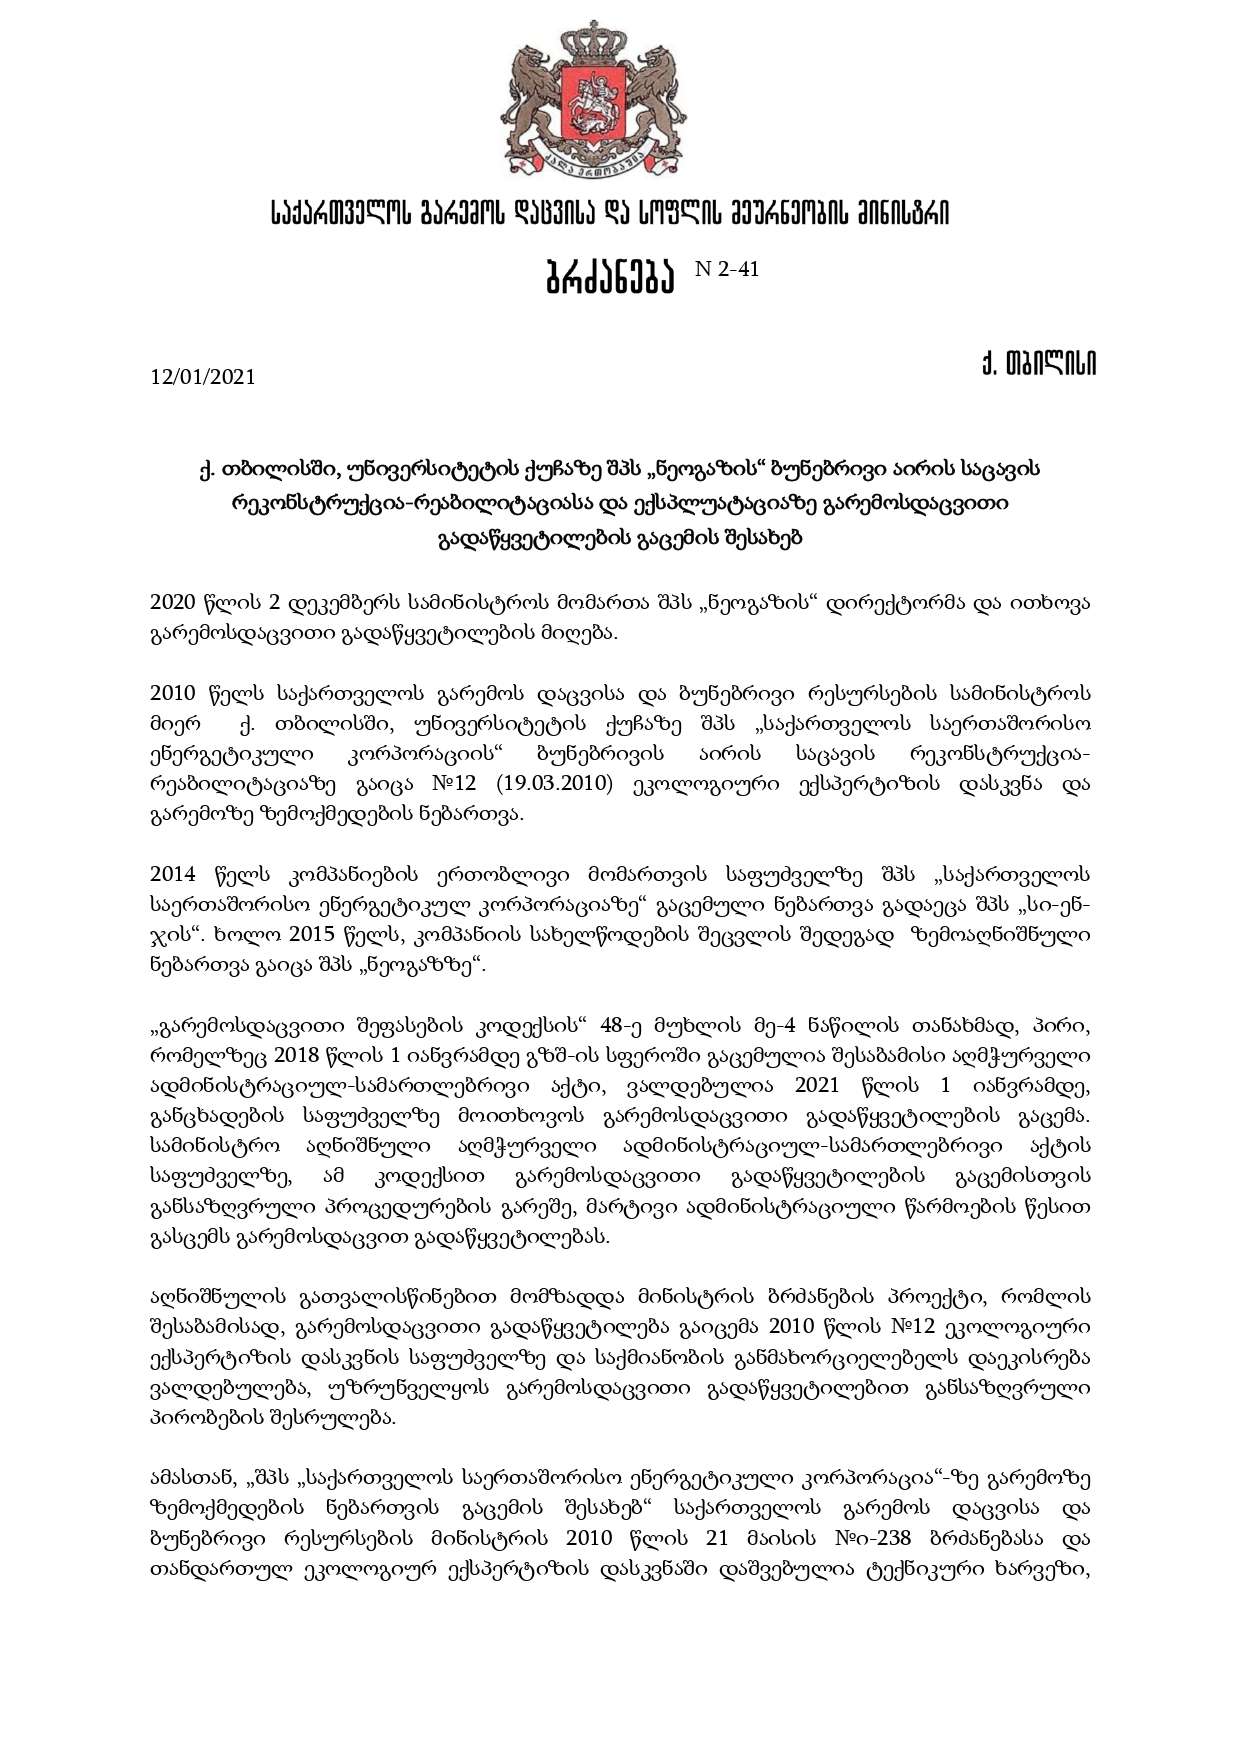 ძალა ერთობაშია
საქართველოს გარემოს დაცვისა და სოფლის მეურნეობის მინისტრი
ბრძანება N 2-41
ქ. თბილისი
12/01/2021
ქ. თბილისში, უნივერსიტეტის ქუჩაზე შპს „ნეოგაზის“ ბუნებრივი აირის საცავის
რეკონსტრუქცია-რეაბილიტაციასა და ექსპლუატაციაზე გარემოსდაცვითი
გადაწყვეტილების გაცემის შესახებ
2020 წლის 2 დეკემბერს სამინისტროს მომართა შპს „ნეოგაზის“ დირექტორმა და ითხოვა
გარემოსდაცვითი გადაწყვეტილების მიღება.
2010 წელს საქართველოს გარემოს დაცვისა და ბუნებრივი რესურსების სამინისტროს
მიერ ქ. თბილისში, უნივერსიტეტის ქუჩაზე შპს „საქართველოს საერთაშორისო
ენერგეტიკული კორპორაციის“ ბუნებრივის აირის საცავის რეკონსტრუქცია-
რეაბილიტაციაზე გაიცა №12 (19.03.2010) ეკოლოგიური ექსპერტიზის დასკვნა და
გარემოზე ზემოქმედების ნებართვა.
2014 წელს კომპანიების ერთობლივი მომართვის საფუძველზე შპს „საქართველოს
საერთაშორისო ენერგეტიკულ კორპორაციაზე“ გაცემული ნებართვა გადაეცა შპს „სი-ენ-
ჯის“. ხოლო 2015 წელს, კომპანიის სახელწოდების შეცვლის შედეგად ზემოაღნიშნული
ნებართვა გაიცა შპს „ნეოგაზზე“.
„გარემოსდაცვითი შეფასების კოდექსის“ 48-ე მუხლის მე-4 ნაწილის თანახმად, პირი,
რომელზეც 2018 წლის 1 იანვრამდე გზშ-ის სფეროში გაცემულია შესაბამისი აღმჭურველი
ადმინისტრაციულ-სამართლებრივი აქტი, ვალდებულია 2021 წლის 1 იანვრამდე,
განცხადების საფუძველზე მოითხოვოს გარემოსდაცვითი გადაწყვეტილების გაცემა.
სამინისტრო აღნიშნული აღმჭურველი ადმინისტრაციულ-სამართლებრივი აქტის
საფუძველზე, ამ კოდექსით გარემოსდაცვითი გადაწყვეტილების გაცემისთვის
განსაზღვრული პროცედურების გარეშე, მარტივი ადმინისტრაციული წარმოების წესით
გასცემს გარემოსდაცვით გადაწყვეტილებას.
აღნიშნულის გათვალისწინებით მომზადდა მინისტრის ბრძანების პროექტი, რომლის
შესაბამისად, გარემოსდაცვითი გადაწყვეტილება გაიცემა 2010 წლის №12 ეკოლოგიური
ექსპერტიზის დასკვნის საფუძველზე და საქმიანობის განმახორციელებელს დაეკისრება
ვალდებულება, უზრუნველყოს გარემოსდაცვითი გადაწყვეტილებით განსაზღვრული
პირობების შესრულება.
ამასთან, „შპს „საქართველოს საერთაშორისო ენერგეტიკული კორპორაცია“-ზე გარემოზე
ზემოქმედების ნებართვის გაცემის შესახებ“ საქართველოს გარემოს დაცვისა და
ბუნებრივი რესურსების მინისტრის 2010 წლის 21 მაისის №ი-238 ბრძანებასა და
თანდართულ ეკოლოგიურ ექსპერტიზის დასკვნაში დაშვებულია ტექნიკური ხარვეზი,